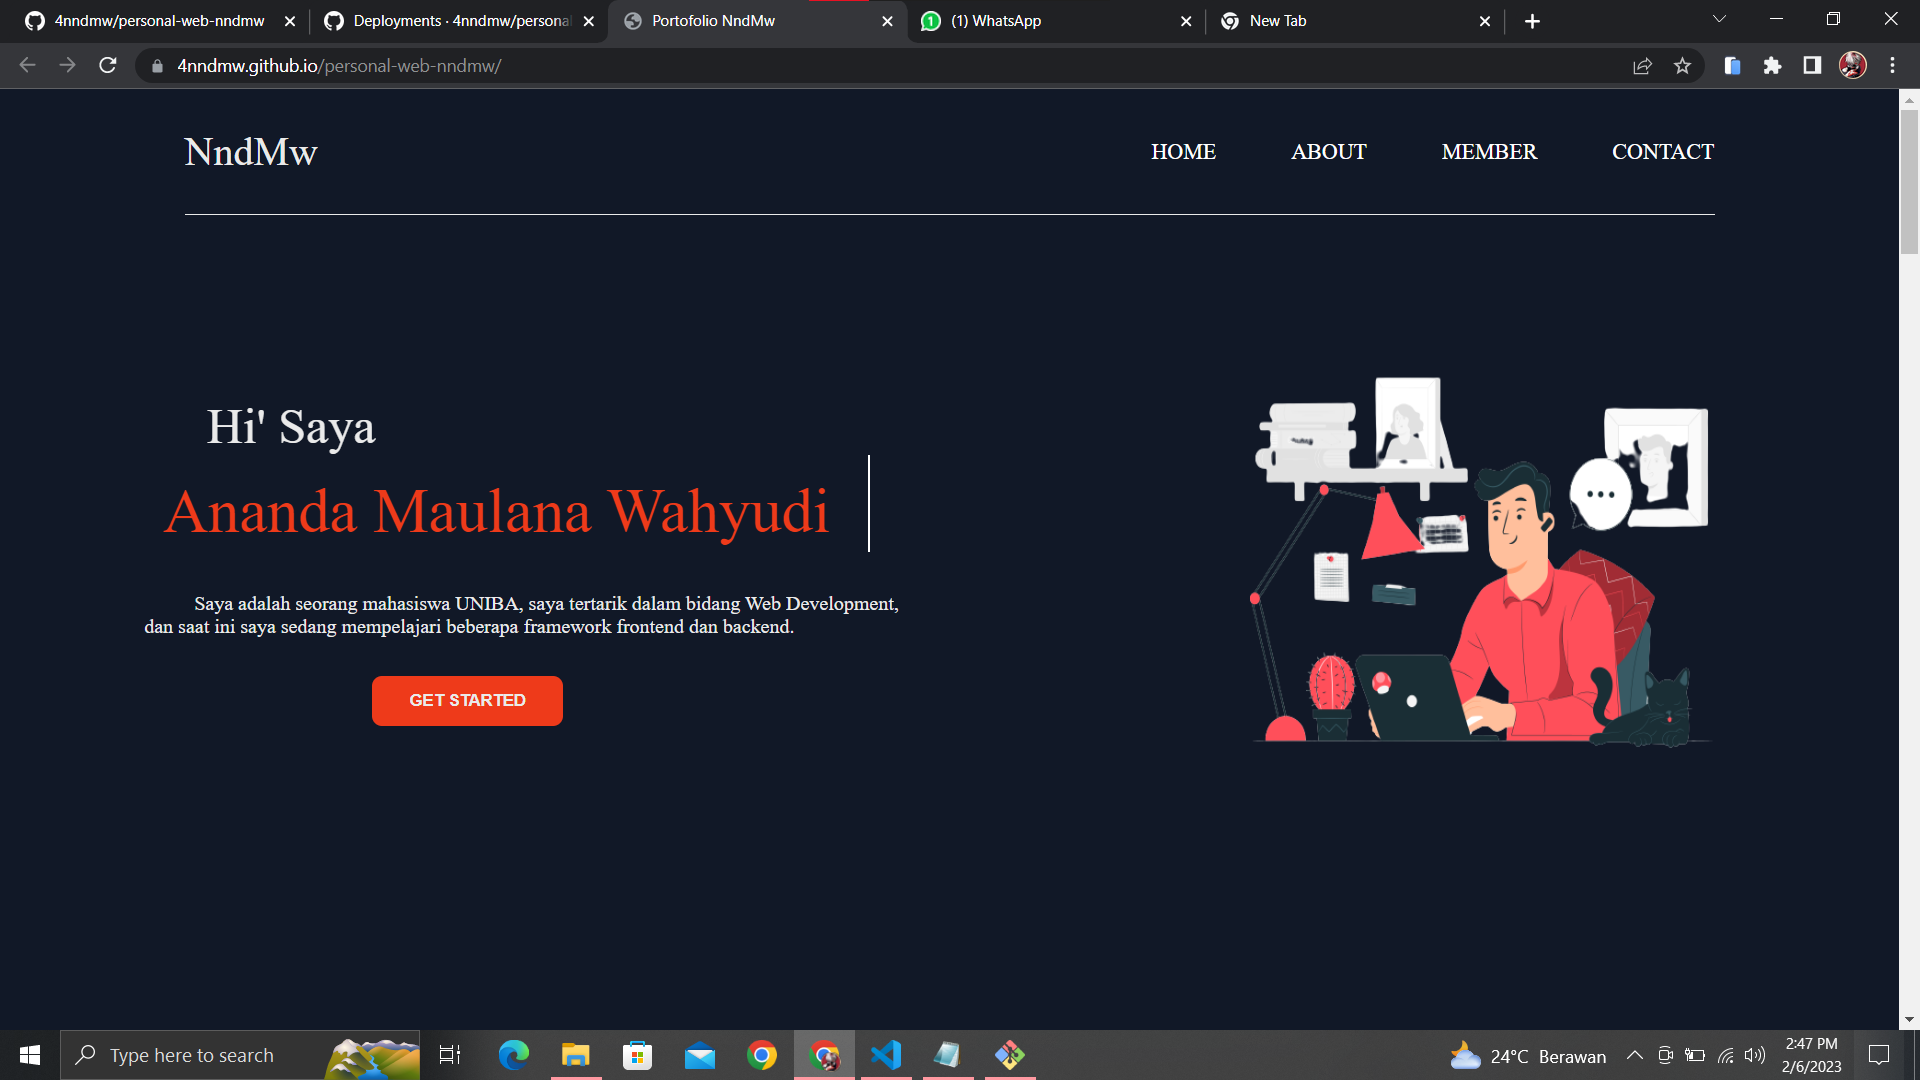 4nndmw/personal-web-nndmw
Deployments · 4nndmw/personal
Portofolio NndMw
(1) WhatsApp
New Tab
4nndmw.github.io/personal-web-nndmw/
NndMw
HOME
ABOUT
MEMBER
CONTACT
Hi' Saya
Ananda Maulana Wahyudi
Saya adalah seorang mahasiswa UNIBA, saya tertarik dalam bidang Web Development,
dan saat ini saya sedang mempelajari beberapa framework frontend dan backend.
GET STARTED
Type here to search
24°C Berawan
2:47 PM
2/6/2023